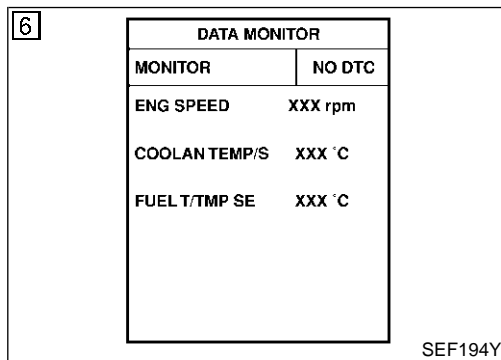 6
DATA MONITOR
MONITOR NO DTC
ENG SPEED XXX rpm
COOLAN TEMP/S XXX °C
FUEL T/TMP SE XXX °C
SEF194Y